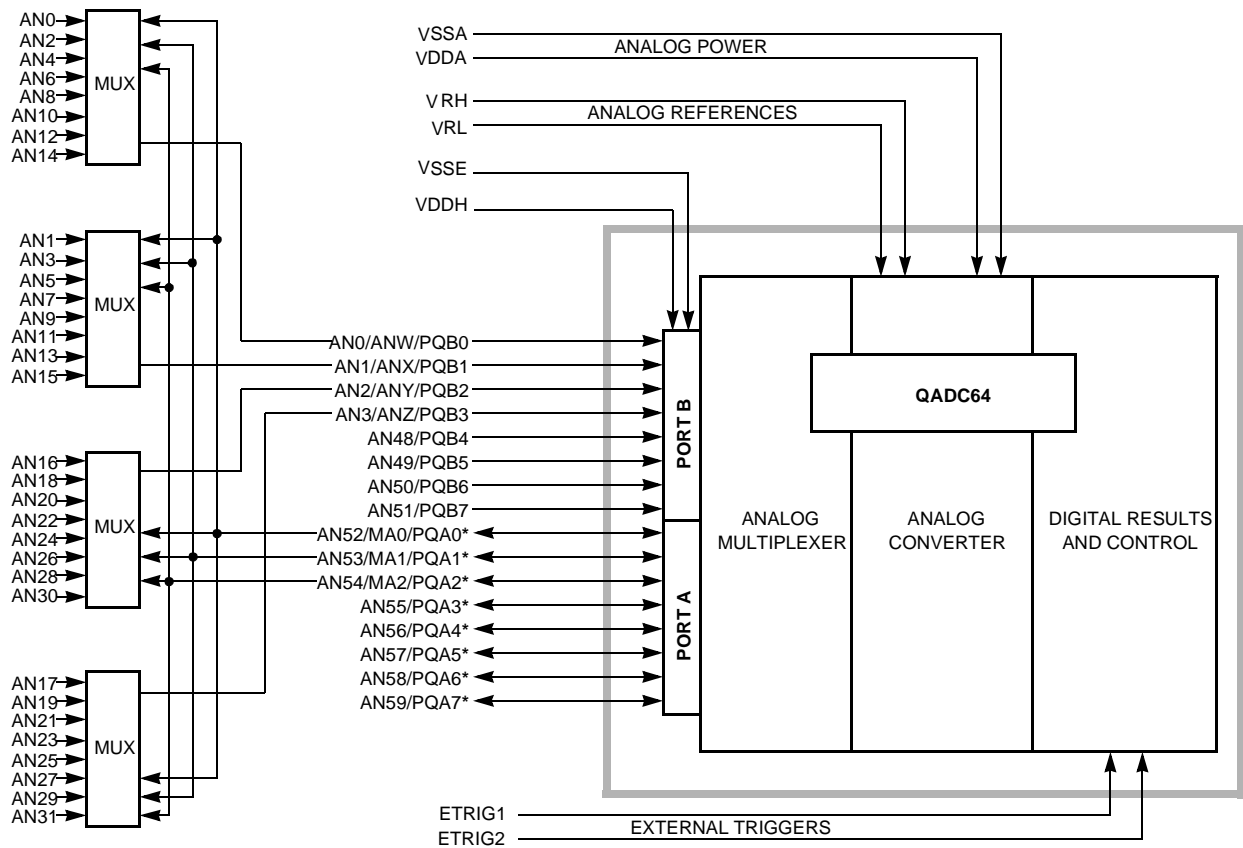 AN0
AN2
AN4
AN6
AN8
AN10
AN12
AN14
MUX
AN1
AN3
AN5
AN7
AN9
AN11
AN13
AN15
MUX
AN16
AN18
AN20
AN22
AN24
AN26
AN28
AN30
MUX
AN17
AN19
AN21
AN23
AN25
AN27
AN29
AN31
MUX
VSSA
ANALOG POWER
VDDA
VRH
ANALOG REFERENCES
VRL
VSSE
VDDH
AN0/ANW/PQB0
AN1/ANX/PQB1
AN2/ANY/PQB2
AN3/ANZ/PQB3
AN48/PQB4
AN49/PQB5
AN50/PQB6
AN51/PQB7
AN52/MA0/PQA0*
AN53/MA1/PQA1*
AN54/MA2/PQA2*
AN55/PQA3*
AN56/PQA4*
AN57/PQA5*
AN58/PQA6*
AN59/PQA7*
PORT B
PORT A
QADC64
ANALOG
MULTIPLEXER
ANALOG
CONVERTER
DIGITAL RESULTS
AND CONTROL
ETRIG1
EXTERNAL TRIGGERS
ETRIG2